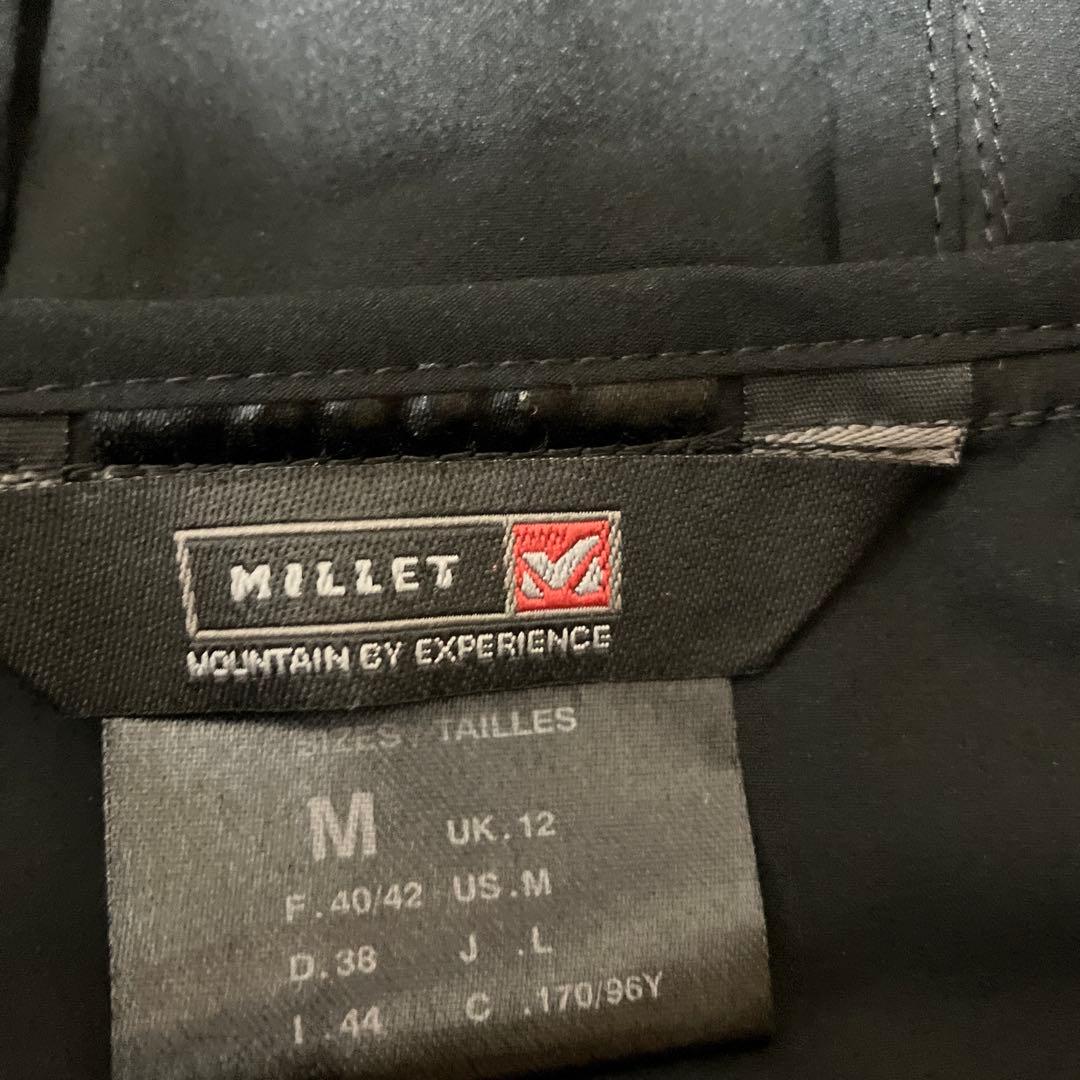 MILLET
MOUNTAIN BY EXPERIENCE
SIZES / TAILLES
M UK.12
F.40/42 US.M
D.38 J.L
I.44 C.170/96Y